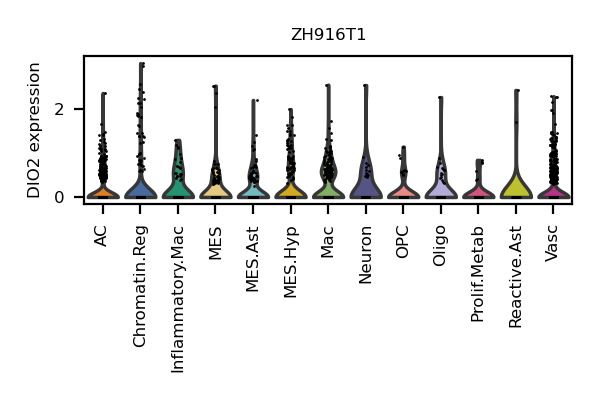 ZH916T1
DIO2 expression
2
0
AC
Chromatin.Reg
Inflammatory.Mac
MES
MES.Ast
MES.Hyp
Mac
Neuron
OPC
Oligo
Prolif.Metab
Reactive.Ast
Vasc